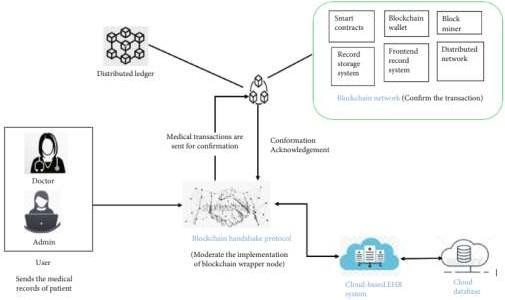 Smart
contracts
Blockchain
wallet
Block
miner
Record
storage
system
Frontend
record
system
Distributed
network
Blockchain network (Confirm the transaction)
Distributed ledger
Medical transactions are
sent for confirmation
Conformation
Acknowledgement
Doctor
Admin
User
Sends the medical
records of patient
Blockchain handshake protocol
(Moderate the implementation
of blockchain wrapper node)
Cloud-based EHR
system
Cloud
database